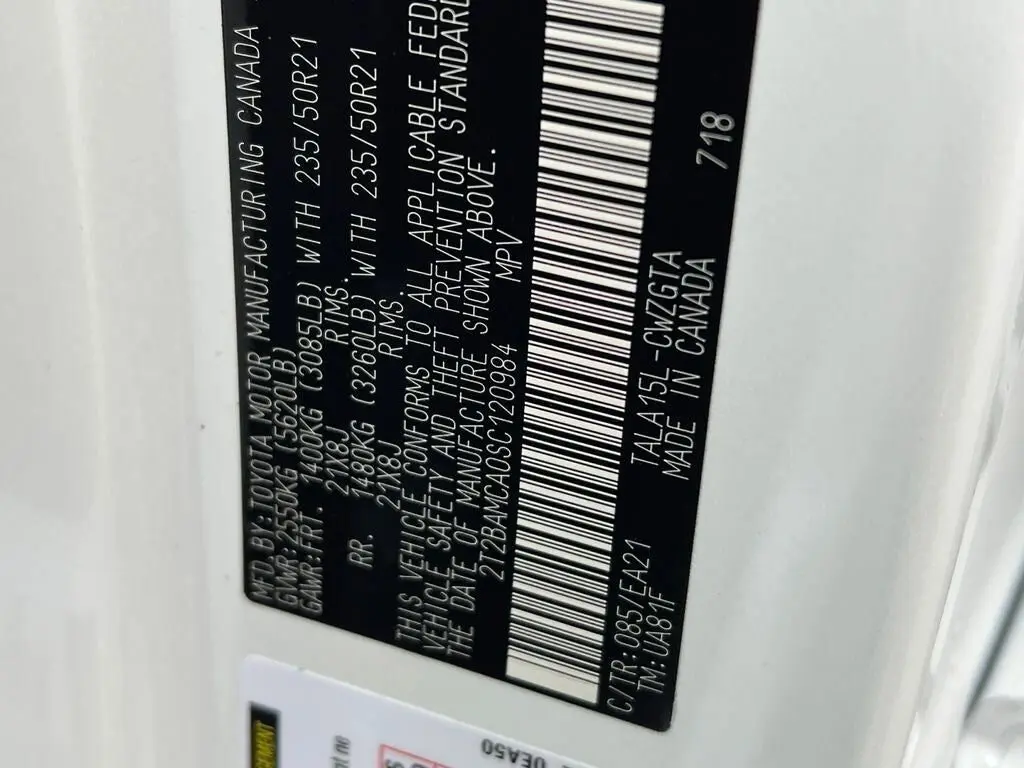 MFD. BY:TOYOTA MOTOR MANUFACTURING CANADA
GVWR:2550KG (5620LB)
GAWR:FRT. 1400KG (3085LB) WITH 235/50R21
21X8J RIMS.
RR. 1480KG (3260LB) WITH 235/50R21
21X8J RIMS.
THIS VEHICLE CONFORMS TO ALL APPLICABLE FED
VEHICLE SAFETY AND THEFT PREVENTION STANDARD
THE DATE OF MANUFACTURE SHOWN ABOVE.
2T2BAMCA0SC120984 MPV
C/TR:085/EA21 TALA15L-CWZGTA 718
TM:UA81F MADE IN CANADA
0EA50